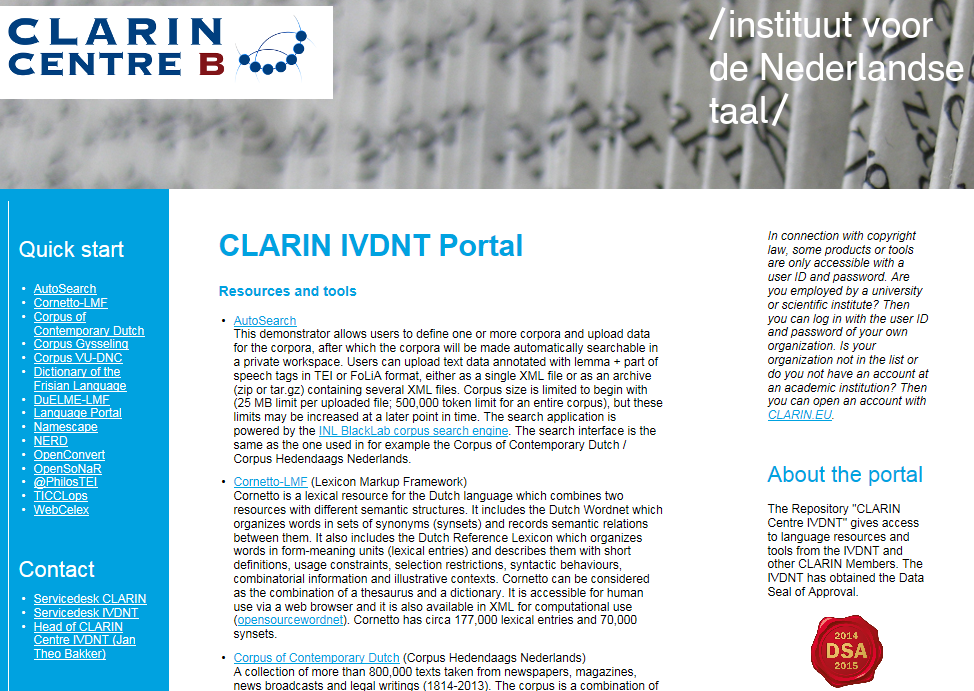 CLARIN
CENTRE B
/instituut voor
de Nederlandse
taal/
Quick start
• AutoSearch
• Cornetto-LMF
• Corpus of
Contemporary Dutch
• Corpus Gysseling
• Corpus VU-DNC
• Dictionary of the
Frisian Language
• DuELME-LMF
• Language Portal
• Namescape
• NERD
• OpenConvert
• OpenSoNaR
• @PhilosTEI
• TICCLops
• WebCelex
Contact
• Servicedesk CLARIN
• Servicedesk IVDNT
• Head of CLARIN
Centre IVDNT (Jan
Theo Bakker)
CLARIN IVDNT Portal
Resources and tools
• AutoSearch
This demonstrator allows users to define one or more corpora and upload data
for the corpora, after which the corpora will be made automatically searchable in
a private workspace. Users can upload text data annotated with lemma + part of
speech tags in TEI or FoLiA format, either as a single XML file or as an archive
(zip or tar.gz) containing several XML files. Corpus size is limited to begin with
(25 MB limit per uploaded file; 500,000 token limit for an entire corpus), but these
limits may be increased at a later point in time. The search application is
powered by the INL BlackLab corpus search engine. The search interface is the
same as the one used in for example the Corpus of Contemporary Dutch /
Corpus Hedendaags Nederlands.
• Cornetto-LMF (Lexicon Markup Framework)
Cornetto is a lexical resource for the Dutch language which combines two
resources with different semantic structures. It includes the Dutch Wordnet which
organizes words in sets of synonyms (synsets) and records semantic relations
between them. It also includes the Dutch Reference Lexicon which organizes
words in form-meaning units (lexical entries) and describes them with short
definitions, usage constraints, selection restrictions, syntactic behaviours,
combinatorial information and illustrative contexts. Cornetto can be considered
as the combination of a thesaurus and a dictionary. It is accessible for human
use via a web browser and it is also available in XML for computational use
(opensourcewordnet). Cornetto has circa 177,000 lexical entries and 70,000
synsets.
• Corpus of Contemporary Dutch (Corpus Hedendaags Nederlands)
A collection of more than 800,000 texts taken from newspapers, magazines,
news broadcasts and legal writings (1814-2013). The corpus is a combination of
In connection with copyright
law, some products or tools
are only accessible with a
user ID and password. Are
you employed by a university
or scientific institute? Then
you can log in with the user ID
and password of your own
organization. Is your
organization not in the list or
do you not have an account at
an academic institution? Then
you can open an account with
CLARIN.EU.
About the portal
The Repository "CLARIN
Centre IVDNT" gives access
to language resources and
tools from the IVDNT and
other CLARIN Members. The
IVDNT has obtained the Data
Seal of Approval.
2014
DSA
2015